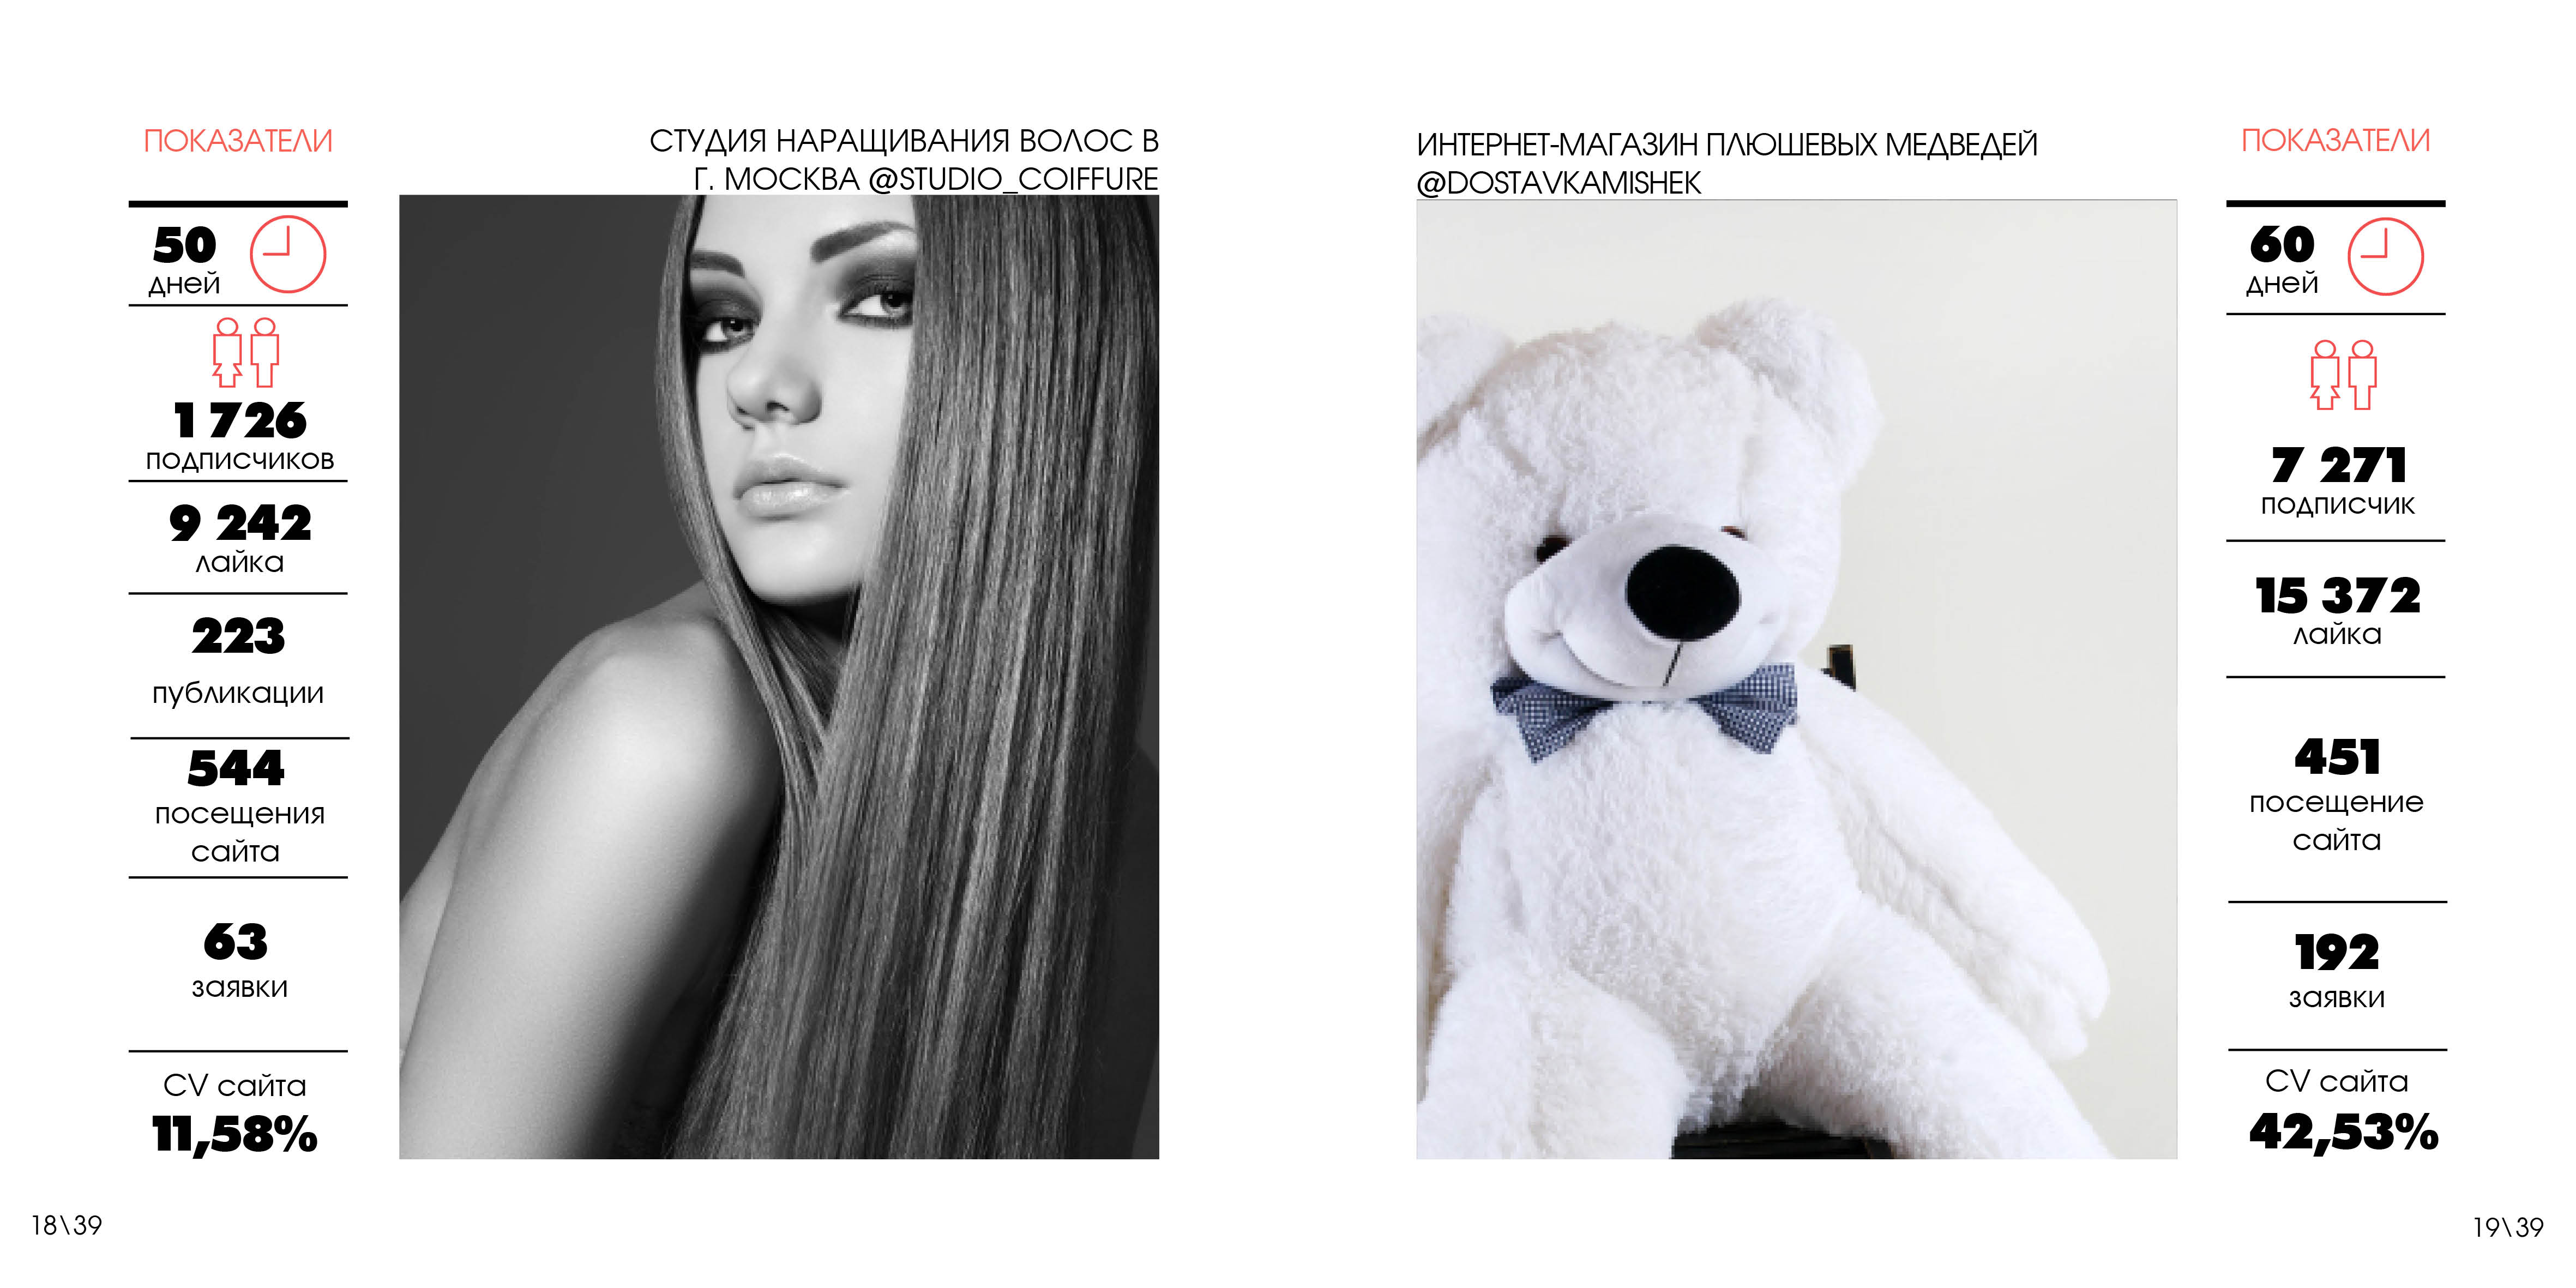 ПОКАЗАТЕЛИ
50
дней
1 726
подписчиков
9 242
лайка
223
публикации
544
посещения
сайта
63
заявки
CV сайта
11,58%
18\39
СТУДИЯ НАРАЩИВАНИЯ ВОЛОС В
Г. МОСКВА @STUDIO_COIFFURE
ИНТЕРНЕТ-МАГАЗИН ПЛЮШЕВЫХ МЕДВЕДЕЙ
@DOSTAVKAMISHEK
ПОКАЗАТЕЛИ
60
дней
7 271
подписчик
15 372
лайка
451
посещение
сайта
192
заявки
CV сайта
42,53%
19\39